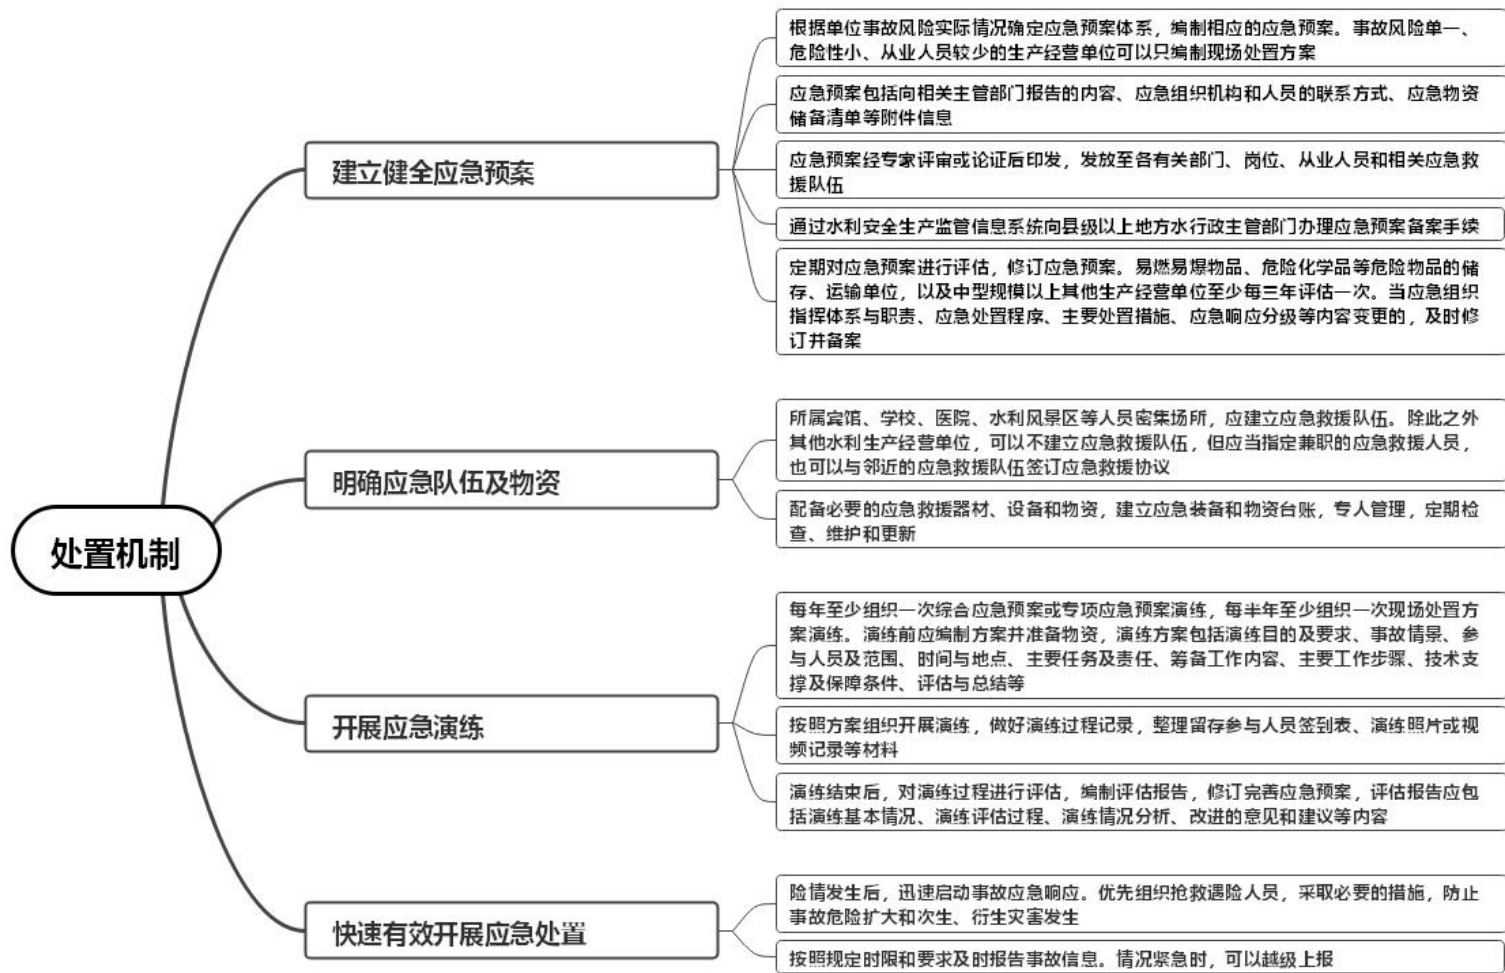 处置机制
建立健全应急预案
根据单位事故风险实际情况确定应急预案体系，编制相应的应急预案。事故风险单一、
危险性小、从业人员较少的生产经营单位可以只编制现场处置方案
应急预案包括向相关主管部门报告的内容、应急组织机构和人员的联系方式、应急物资
储备清单等附件信息
应急预案经专家评审或论证后印发，发放至各有关部门、岗位、从业人员和相关应急救
援队伍
通过水利安全生产监管信息系统向县级以上地方水行政主管部门办理应急预案备案手续
定期对应急预案进行评估，修订应急预案。易燃易爆物品、危险化学品等危险物品的储
存、运输单位，以及中型规模以上其他生产经营单位至少每三年评估一次。当应急组织
指挥体系与职责、应急处置程序、主要处置措施、应急响应分级等内容变更的，及时修
订并备案
明确应急队伍及物资
所属宾馆、学校、医院、水利风景区等人员密集场所，应建立应急救援队伍。除此之外
其他水利生产经营单位，可以不建立应急救援队伍，但应当指定兼职的应急救援人员，
也可以与邻近的应急救援队伍签订应急救援协议
配备必要的应急救援器材、设备和物资，建立应急装备和物资台账，专人管理，定期检
查、维护和更新
开展应急演练
每年至少组织一次综合应急预案或专项应急预案演练，每半年至少组织一次现场处置方
案演练。演练前应编制方案并准备物资，演练方案包括演练目的及要求、事故情景、参
与人员及范围、时间与地点、主要任务及责任、筹备工作内容、主要工作步骤、技术支
撑及保障条件、评估与总结等
按照方案组织开展演练，做好演练过程记录，整理留存参与人员签到表、演练照片或视
频记录等材料
演练结束后，对演练过程进行评估，编制评估报告，修订完善应急预案，评估报告应包
括演练基本情况、演练评估过程、演练情况分析、改进的意见和建议等内容
快速有效开展应急处置
险情发生后，迅速启动事故应急响应。优先组织抢救遇险人员，采取必要的措施，防止
事故危险扩大和次生、衍生灾害发生
按照规定时限和要求及时报告事故信息。情况紧急时，可以越级上报